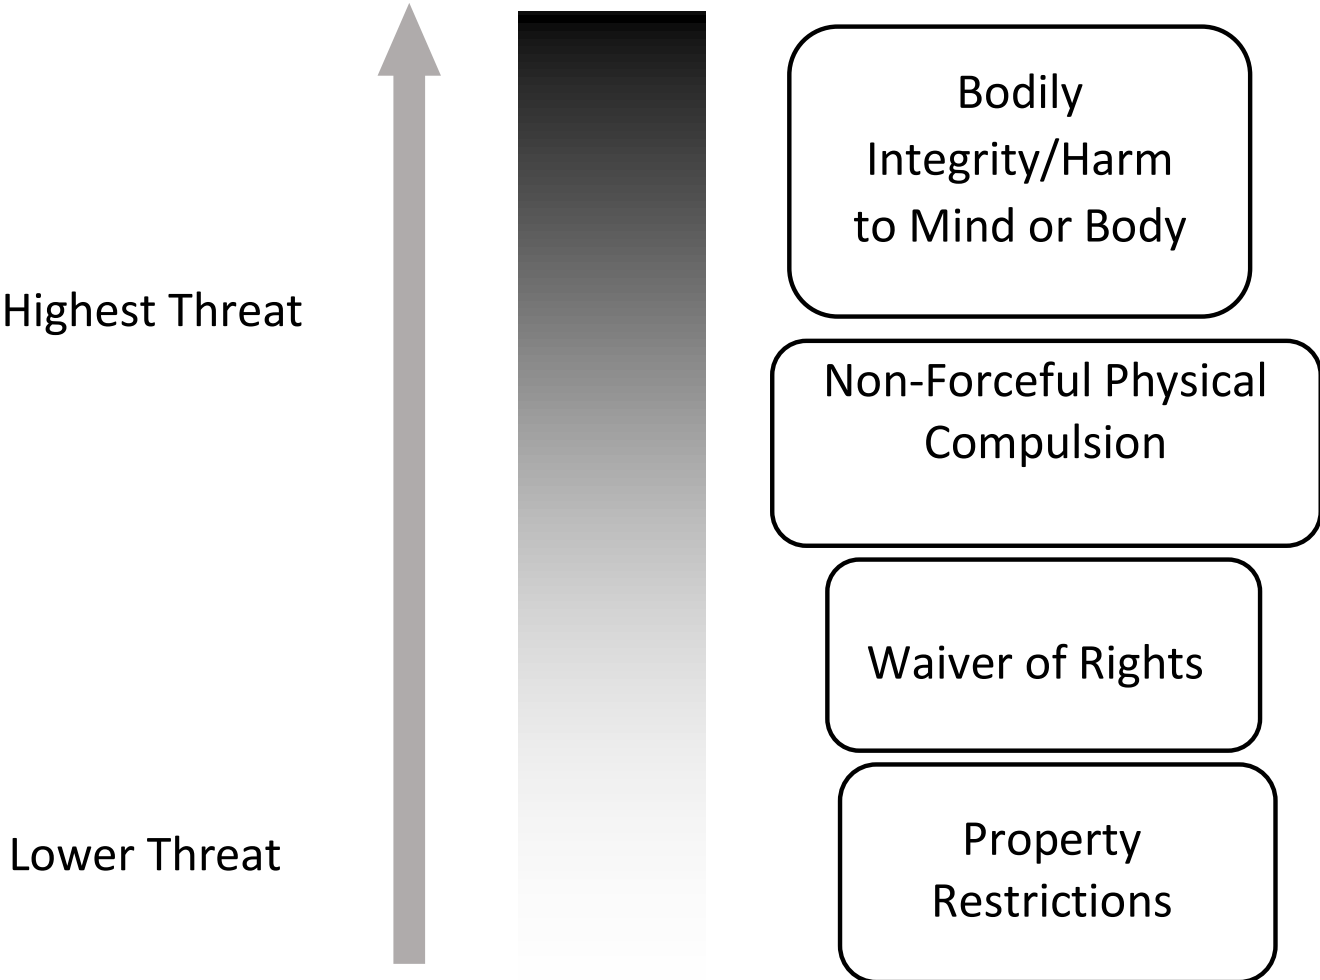 Bodily
Integrity/Harm
to Mind or Body
Highest Threat
Non-Forceful Physical
Compulsion
Waiver of Rights
Lower Threat
Property
Restrictions